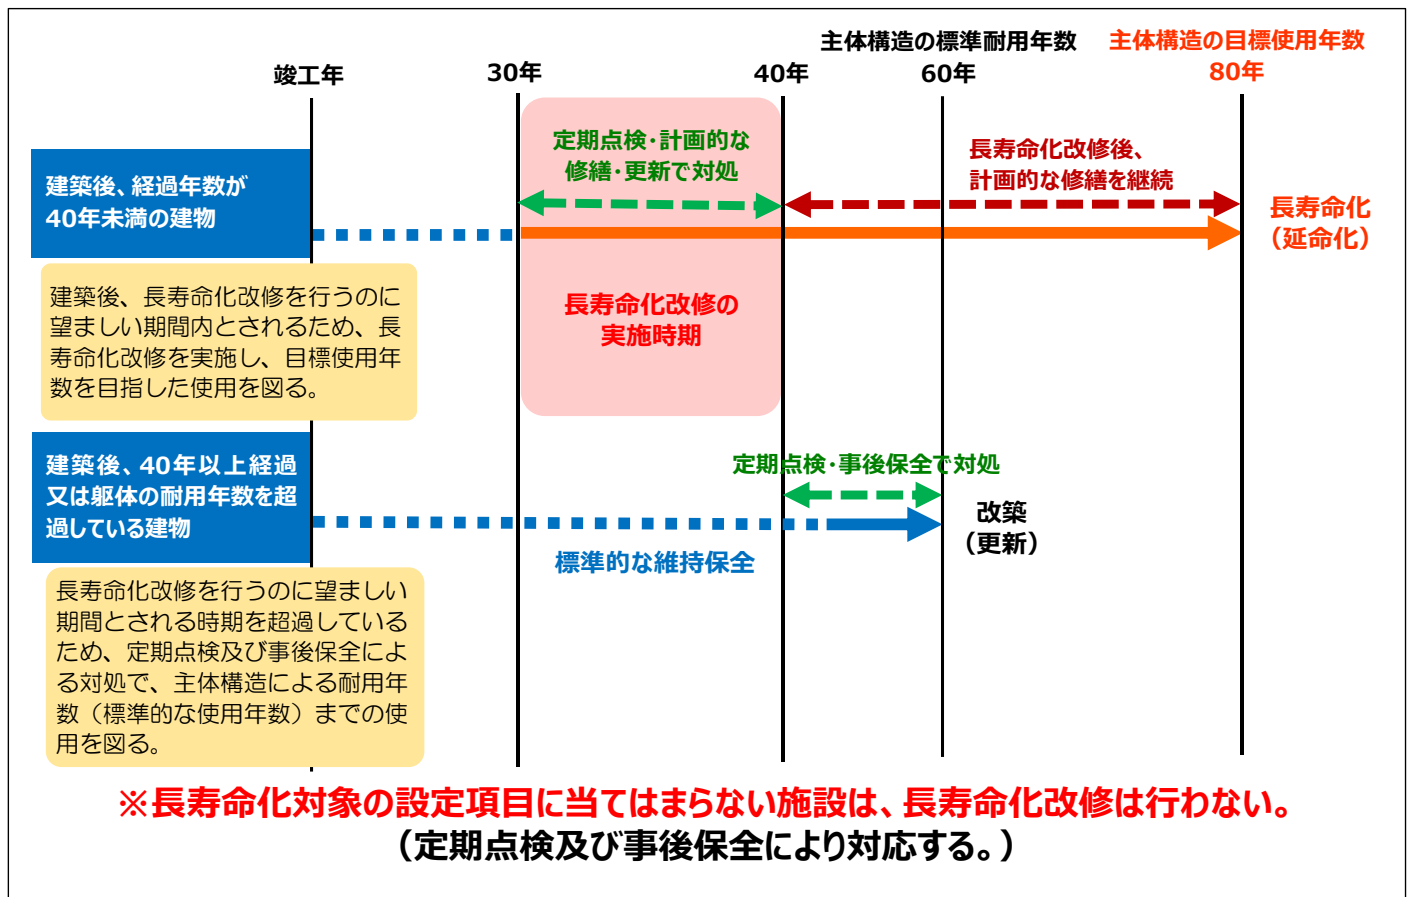 主体構造の標準耐用年数
主体構造の目標使用年数
竣工年
30年
40年
60年
80年
建築後、経過年数が
40年未満の建物
定期点検・計画的な
修繕・更新で対処
長寿命化改修後、
計画的な修繕を継続
長寿命化
（延命化）
建築後、長寿命化改修を行うのに
望ましい期間内とされるため、長
寿命化改修を実施し、目標使用年
数を目指した使用を図る。
長寿命化改修の
実施時期
建築後、40年以上経過
又は躯体の耐用年数を超
過している建物
定期点検・事後保全で対処
改築
（更新）
標準的な維持保全
長寿命化改修を行うのに望ましい
期間とされる時期を超過している
ため、定期点検及び事後保全によ
る対処で、主体構造による耐用年
数（標準的な使用年数）までの使
用を図る。
※長寿命化対象の設定項目に当てはまらない施設は、長寿命化改修は行わない。
（定期点検及び事後保全により対応する。）